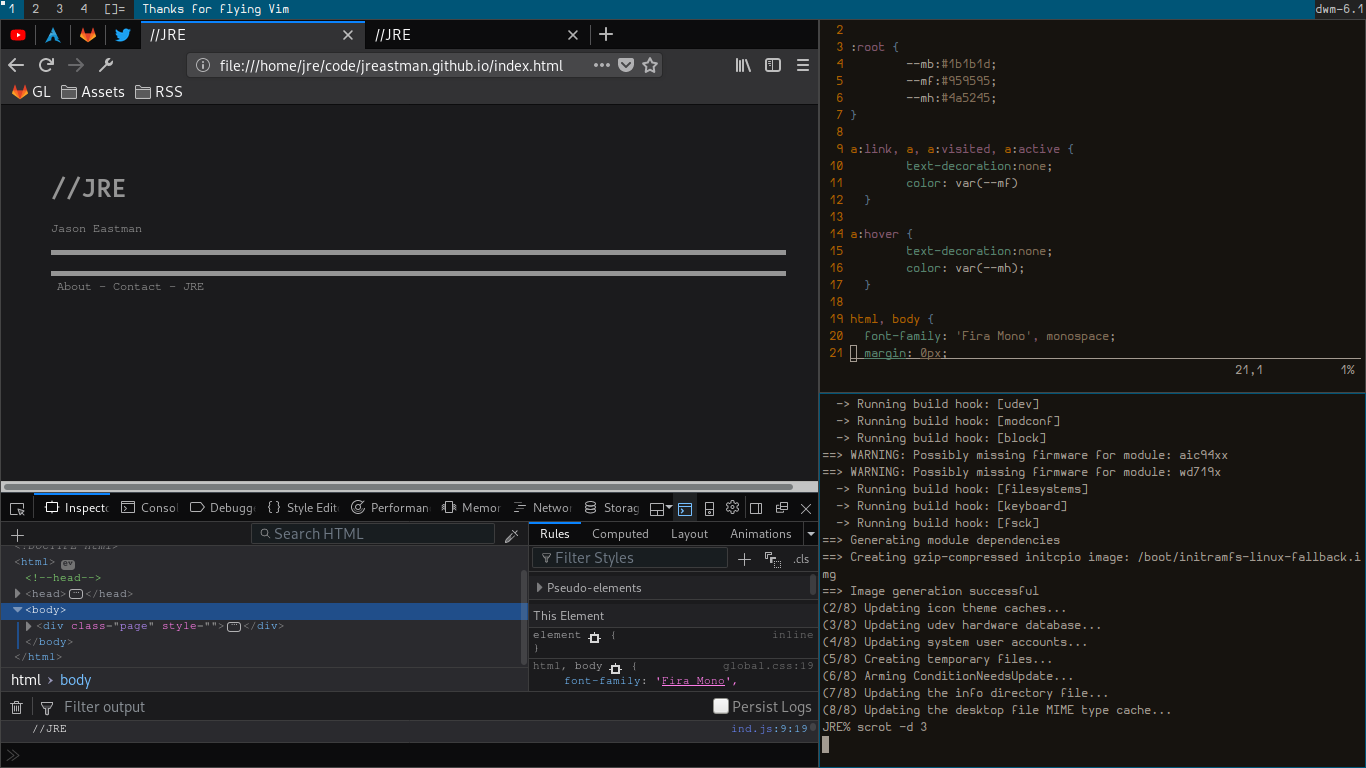 1 2 3 4 []= Thanks for flying Vim dwm-6.1
//JRE //JRE
file:///home/jre/code/jreastman.github.io/index.html
GL Assets RSS
//JRE
Jason Eastman
About - Contact - JRE
Inspecto Consol Debugge Style Edit Performan Memor Networ Storag
Search HTML
Rules Computed Layout Animations
Filter Styles .cls
<!DOCTYPE html>
<html> ev
<!--head-->
<head></head>
<body>
<div class="page" style=""></div>
</body>
</html>
html › body
Pseudo-elements
This Element
element { inline
}
html, body { global.css:19
font-family: 'Fira Mono',
Filter output Persist Logs
//JRE ind.js:9:19
2
3 :root {
4 --mb:#1b1b1d;
5 --mf:#959595;
6 --mh:#4a5245;
7 }
8
9 a:link, a, a:visited, a:active {
10 text-decoration:none;
11 color: var(--mf)
12 }
13
14 a:hover {
15 text-decoration:none;
16 color: var(--mh);
17 }
18
19 html, body {
20 font-family: 'Fira Mono', monospace;
21 margin: 0px;
21,1 1%
-> Running build hook: [udev]
-> Running build hook: [modconf]
-> Running build hook: [block]
==> WARNING: Possibly missing firmware for module: aic94xx
==> WARNING: Possibly missing firmware for module: wd719x
-> Running build hook: [filesystems]
-> Running build hook: [keyboard]
-> Running build hook: [fsck]
==> Generating module dependencies
==> Creating gzip-compressed initcpio image: /boot/initramfs-linux-fallback.i
mg
==> Image generation successful
(2/8) Updating icon theme caches...
(3/8) Updating udev hardware database...
(4/8) Updating system user accounts...
(5/8) Creating temporary files...
(6/8) Arming ConditionNeedsUpdate...
(7/8) Updating the info directory file...
(8/8) Updating the desktop file MIME type cache...
JRE% scrot -d 3